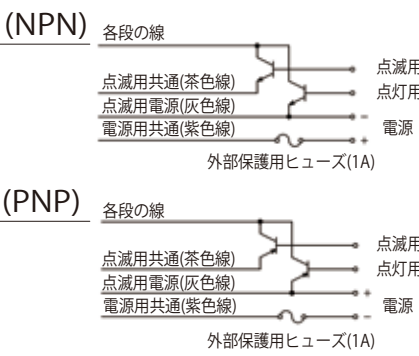 (NPN)
各段の線
点滅用
点滅用共通(茶色線)
点灯用
点滅用電源(灰色線)
−
電源用共通(紫色線)
電源
+
外部保護用ヒューズ(1A)
(PNP)
各段の線
点滅用
点滅用共通(茶色線)
点灯用
点滅用電源(灰色線)
+
電源用共通(紫色線)
電源
−
外部保護用ヒューズ(1A)